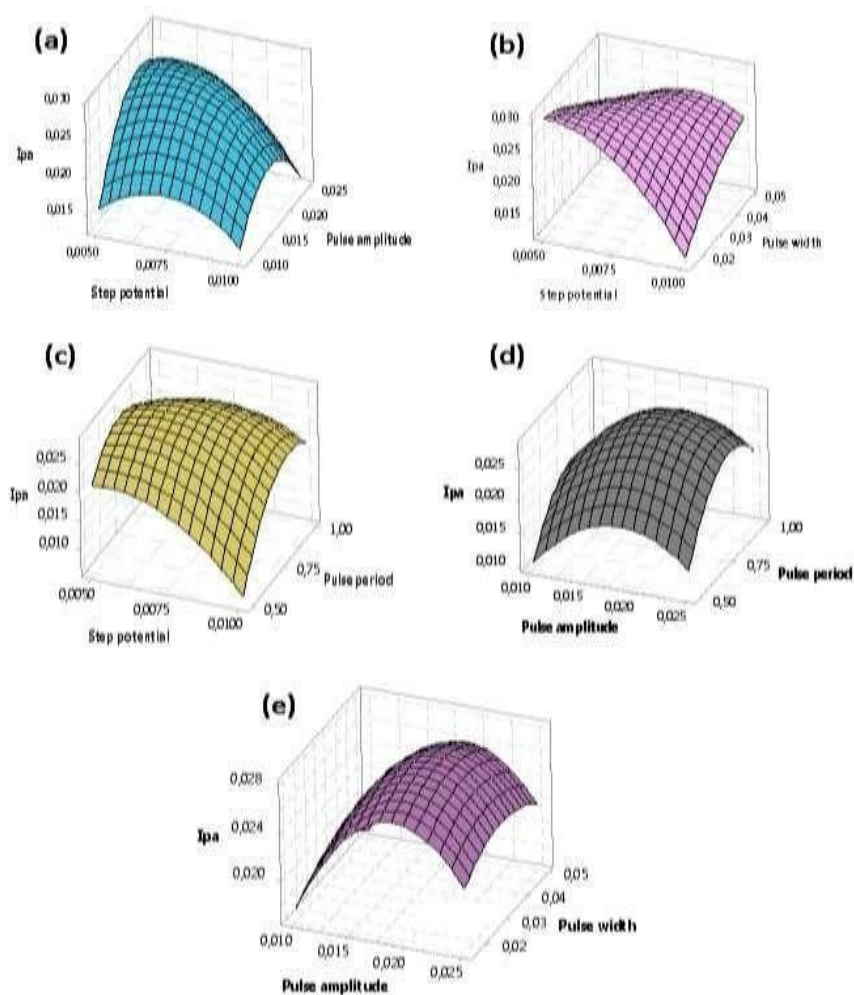 (a)
0,030
0,025
Ipa
0,020
0,015
0,0050
0,0075
0,0100
Step potential
0,010
0,015
0,020
0,025
Pulse amplitude
(b)
0,030
0,025
Ipa
0,020
0,015
0,0050
0,0075
0,0100
Step potential
0,02
0,03
0,04
0,05
Pulse width
(c)
0,025
0,020
Ipa
0,015
0,010
0,0050
0,0075
0,0100
Step potential
0,50
0,75
1,00
Pulse period
(d)
0,025
Ipa
0,020
0,015
0,010
0,010
0,015
0,020
0,025
Pulse amplitude
0,50
0,75
1,00
Pulse period
(e)
0,028
0,024
Ipa
0,020
0,010
0,015
0,020
0,025
Pulse amplitude
0,02
0,03
0,04
0,05
Pulse width